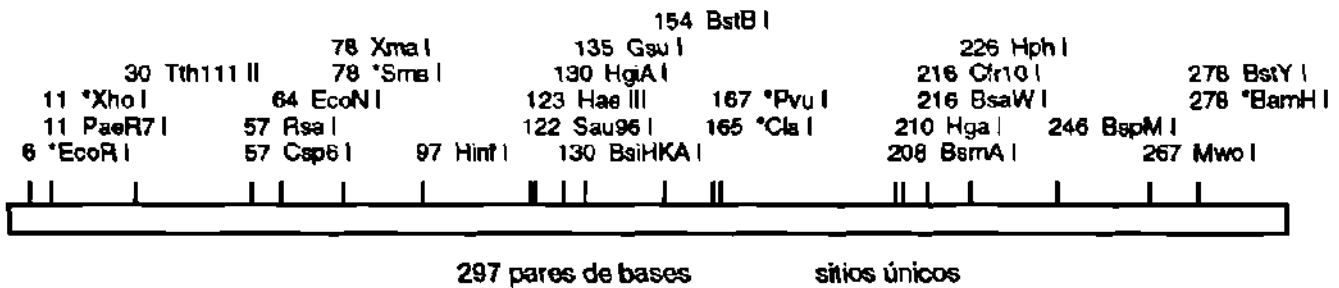 154 BstB I
78 Xma I 135 Gsu I 226 Hph I
30 Tth111 II 78 *Sma I 130 HgiA I 216 Cfr10 I 278 BstY I
11 *Xho I 64 EcoN I 123 Hae III 167 *Pvu I 216 BsaW I 278 *BamH I
11 PaeR7 I 57 Rsa I 122 Sau96 I 165 *Cla I 210 Hga I 246 BspM I
6 *EcoR I 57 Csp6 I 97 Hinf I 130 BsiHKA I 208 BsmA I 267 Mwo I
297 pares de bases sitios únicos